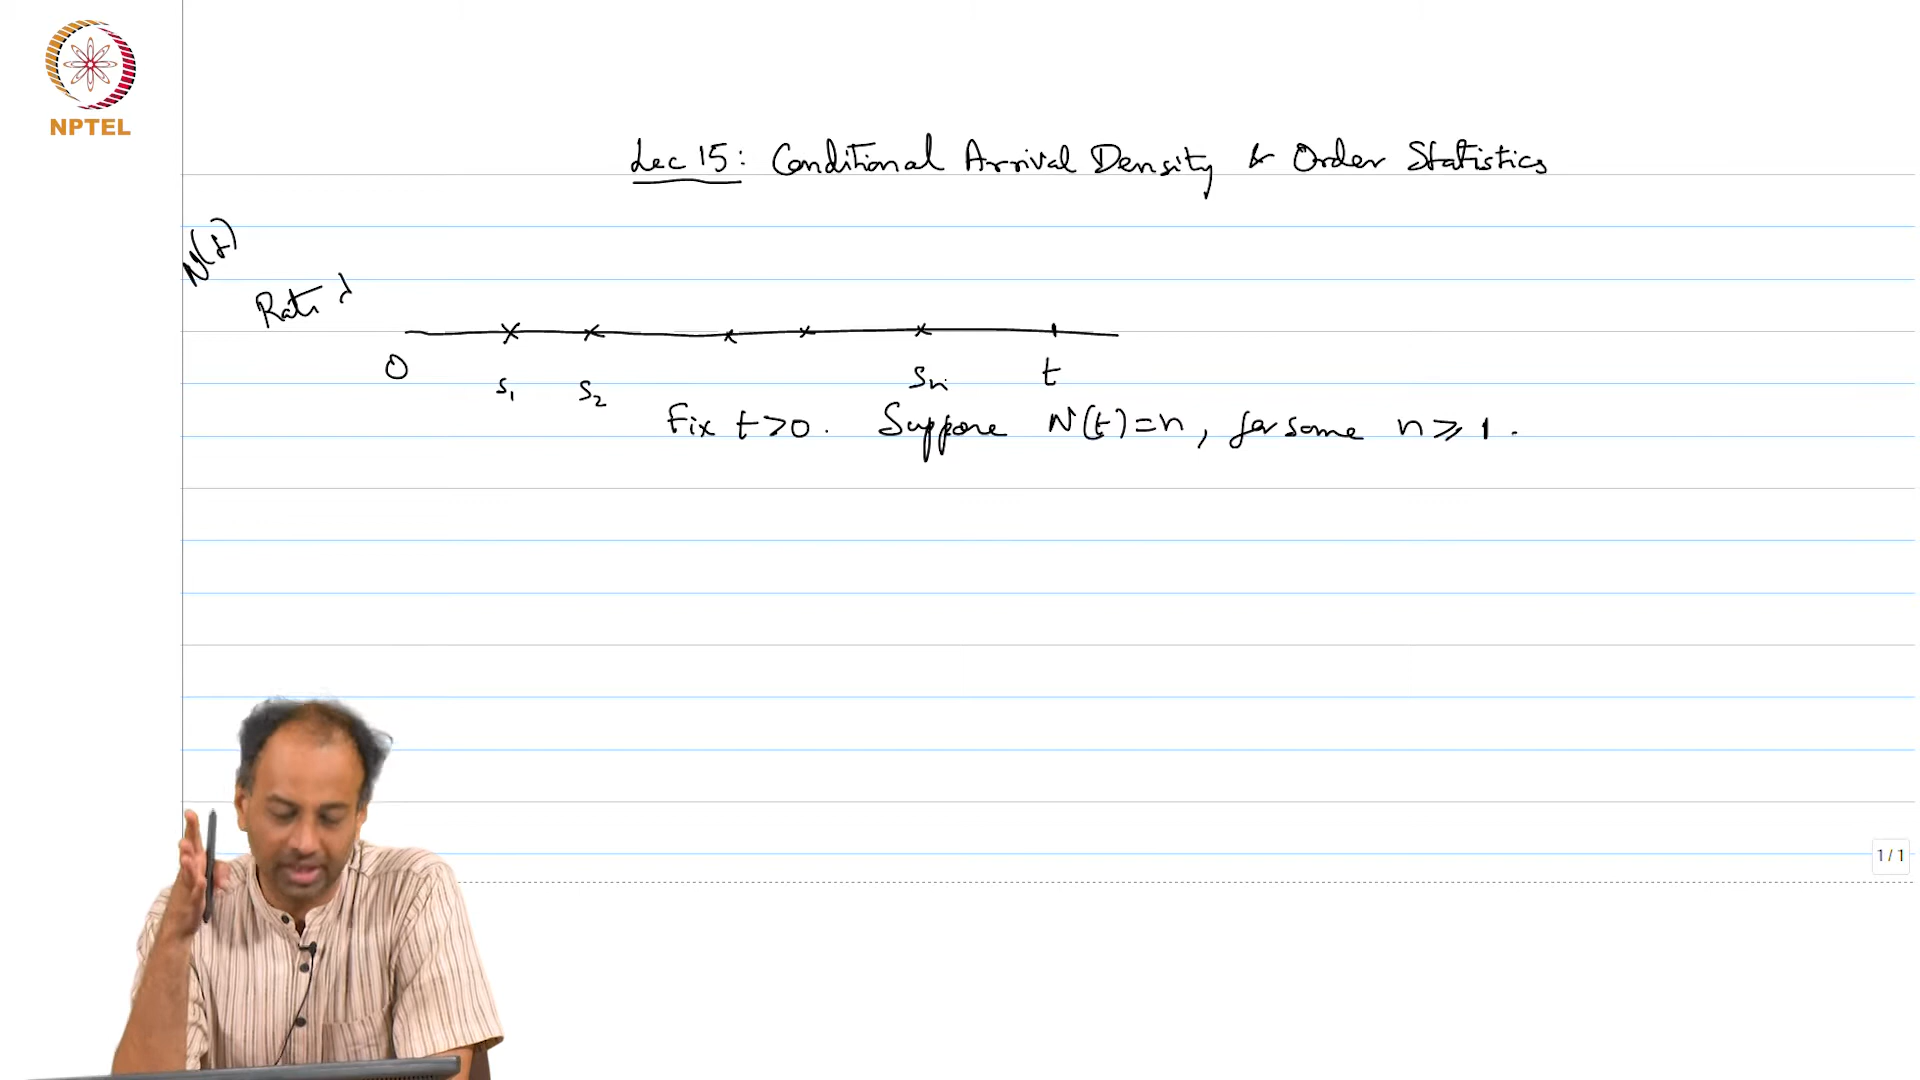 NPTEL
Lec 15: Conditional Arrival Density & Order Statistics
N(t)
Rate λ
0 s₁ s₂ sₙ t
Fix t>0. Suppose N(t)=n, for some n ≥ 1.
1 / 1